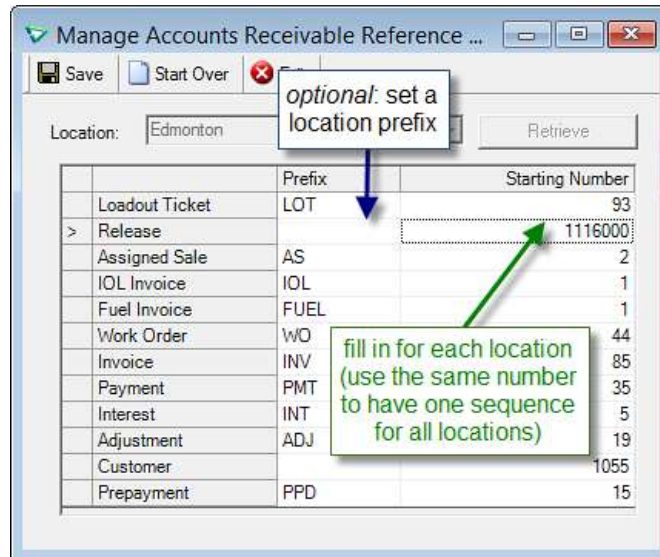 Manage Accounts Receivable Reference ...
Save Start Over
optional: set a
location prefix
Location: Edmonton Retrieve
Prefix Starting Number
Loadout Ticket LOT 93
> Release 1116000
Assigned Sale AS 2
IOL Invoice IOL 1
Fuel Invoice FUEL 1
Work Order WO 44
Invoice INV 85
Payment PMT 35
Interest INT 5
Adjustment ADJ 19
Customer 1055
Prepayment PPD 15
fill in for each location
(use the same number
to have one sequence
for all locations)